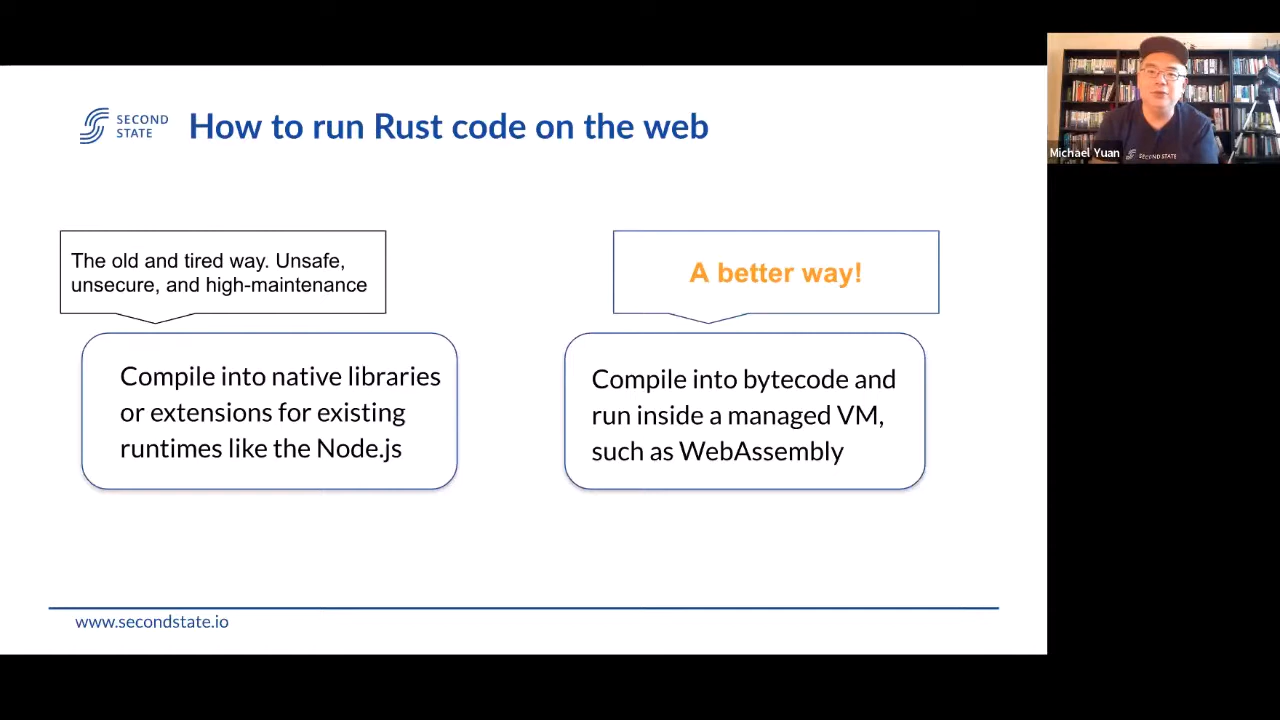 SECOND
STATE
How to run Rust code on the web
The old and tired way. Unsafe,
unsecure, and high-maintenance
A better way!
Compile into native libraries
or extensions for existing
runtimes like the Node.js
Compile into bytecode and
run inside a managed VM,
such as WebAssembly
www.secondstate.io
Michael Yuan
SECOND STATE